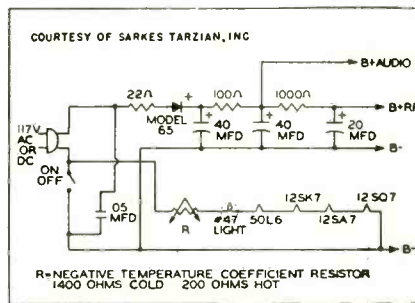 COURTESY OF SARKES TARZIAN, INC
B+AUDIO
22Ω
100Ω
1000Ω
B+RF
MODEL
65
40
MFD
40
MFD
20
MFD
B-
117V
AC
OR
DC
ON
OFF
05
MFD
R
#47
LIGHT
50L6
12SK7
12SA7
12SQ7
B-
R=NEGATIVE TEMPERATURE COEFFICIENT RESISTOR
1400 OHMS COLD 200 OHMS HOT